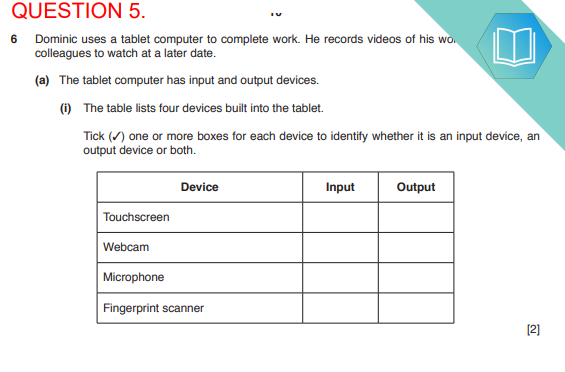 QUESTION 5.
6 Dominic uses a tablet computer to complete work. He records videos of his
colleagues to watch at a later date.
(a) The tablet computer has input and output devices.
(i) The table lists four devices built into the tablet.
Tick (✓) one or more boxes for each device to identify whether it is an input device, an
output device or both.
Device Input Output
Touchscreen
Webcam
Microphone
Fingerprint scanner
[2]